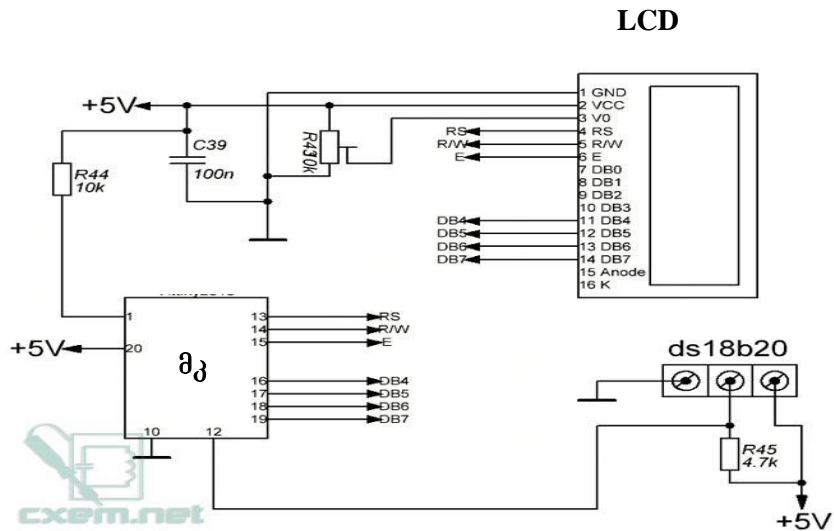 LCD
+5V
C39
100n
R44
10k
RS
R/W
E
DB4
DB5
DB6
DB7
1 GND
2 VCC
3 V0
4 RS
5 R/W
6 E
7 DB0
8 DB1
9 DB2
10 DB3
11 DB4
12 DB5
13 DB6
14 DB7
15 Anode
16 K
1
+5V
20
მკ
10
12
13
14
15
16
17
18
19
RS
R/W
E
DB4
DB5
DB6
DB7
ds18b20
R45
4.7k
+5V
cxem.net